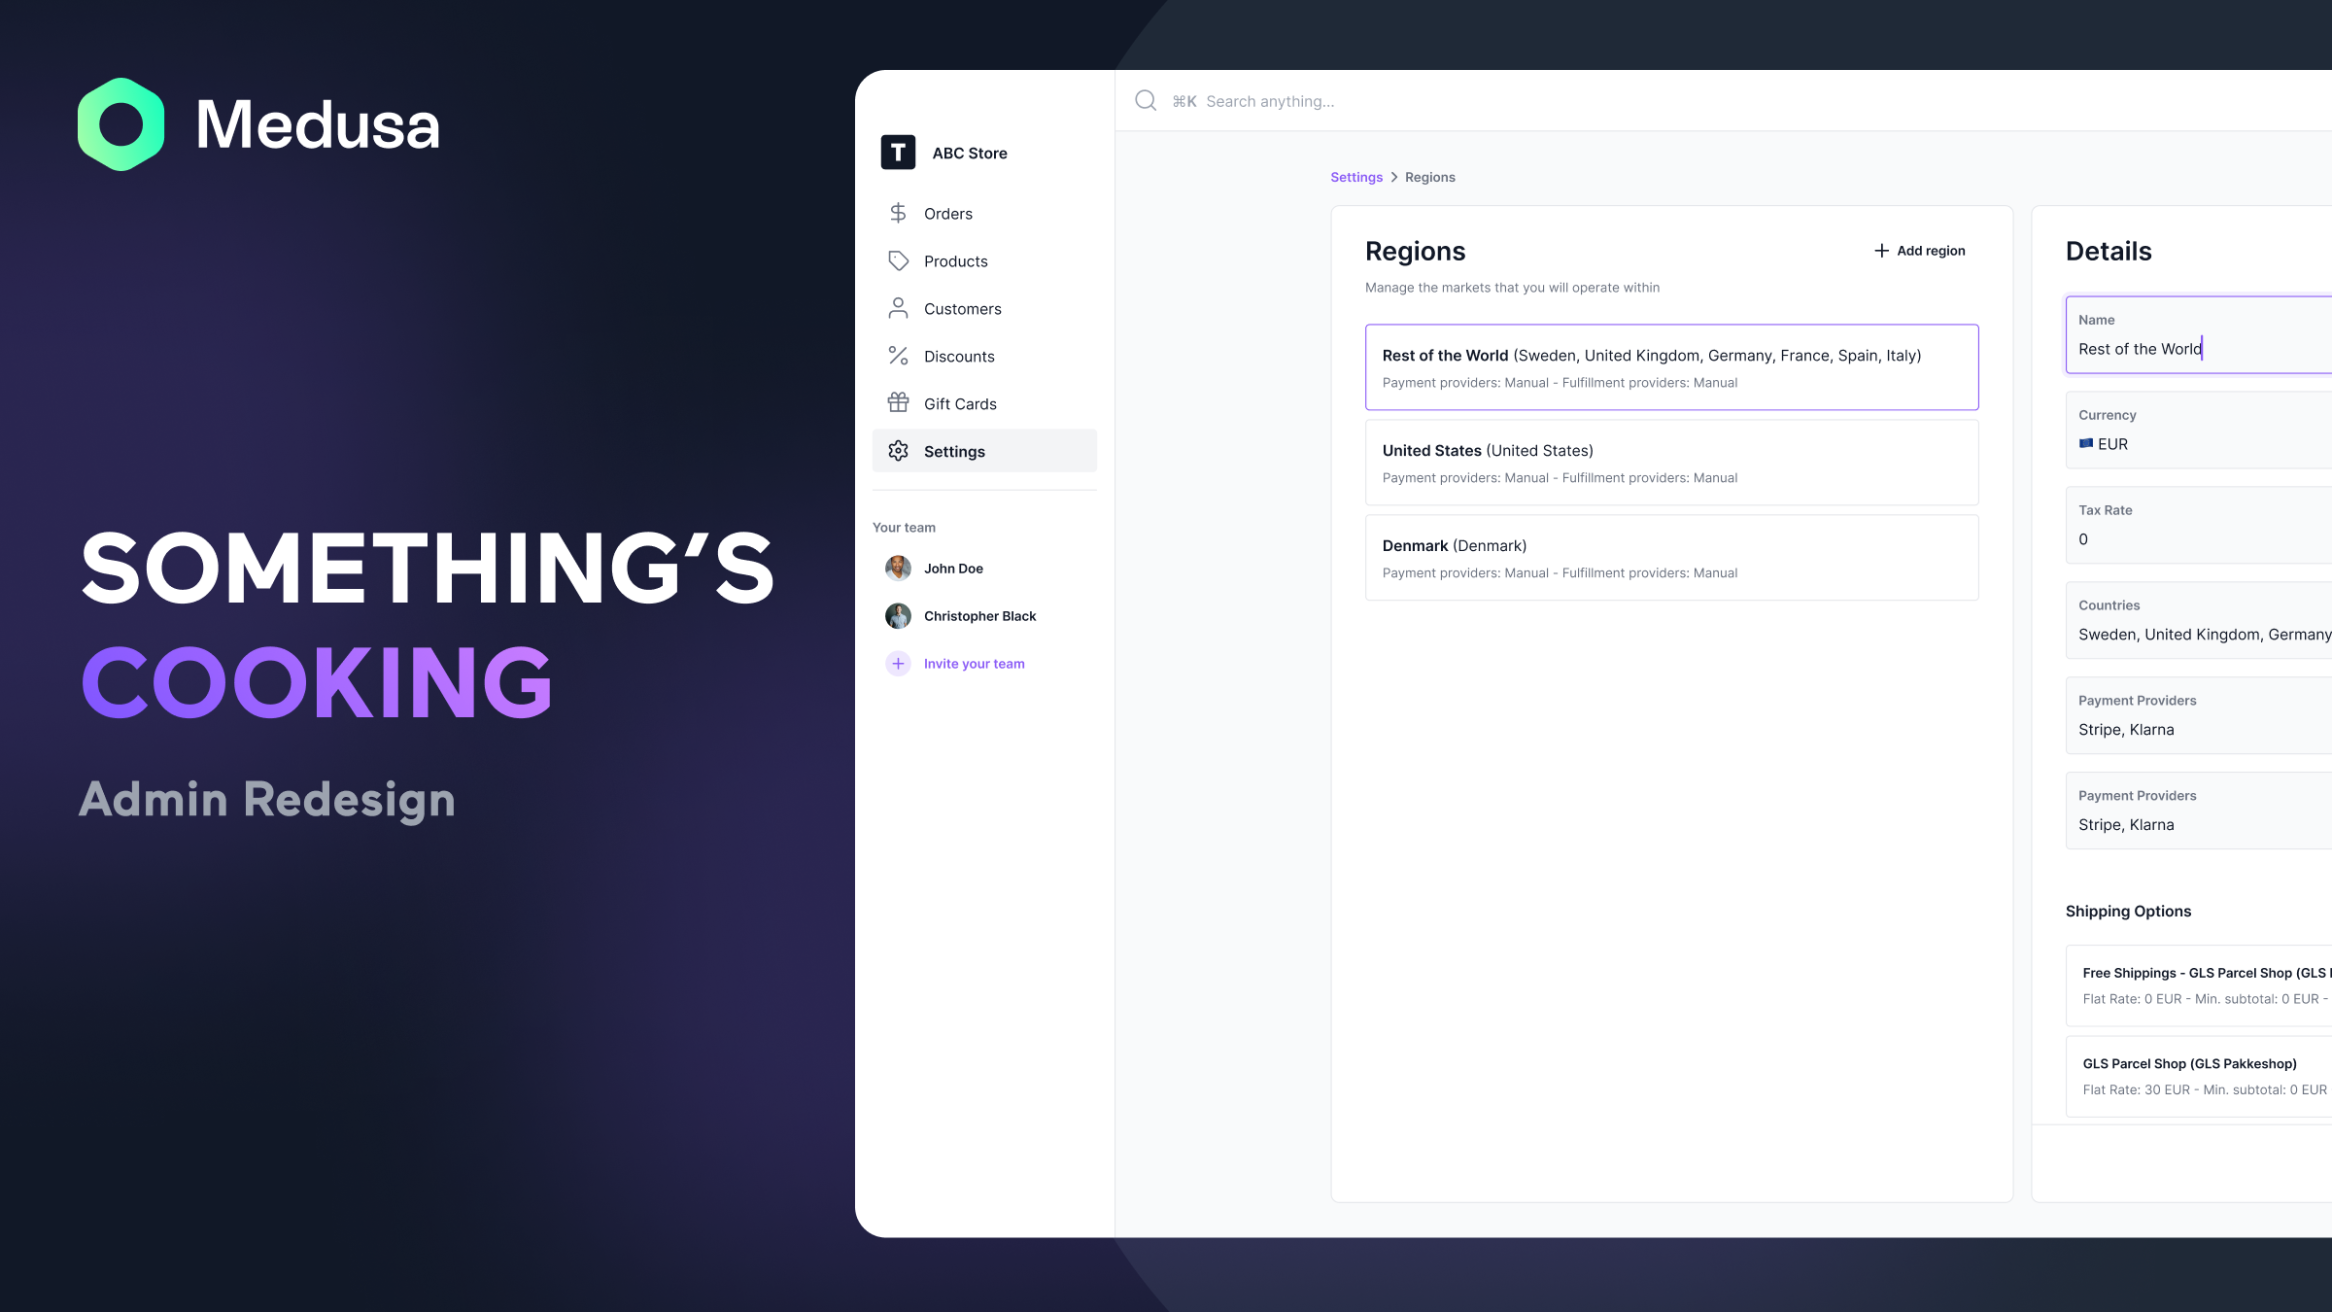 Medusa
SOMETHING'S
COOKING
Admin Redesign
⌘K Search anything...
T ABC Store
Orders
Products
Customers
Discounts
Gift Cards
Settings
Your team
John Doe
Christopher Black
Invite your team
Settings > Regions
Regions
+ Add region
Manage the markets that you will operate within
Rest of the World (Sweden, United Kingdom, Germany, France, Spain, Italy)
Payment providers: Manual - Fulfillment providers: Manual
United States (United States)
Payment providers: Manual - Fulfillment providers: Manual
Denmark (Denmark)
Payment providers: Manual - Fulfillment providers: Manual
Details
Name
Rest of the World
Currency
EUR
Tax Rate
0
Countries
Sweden, United Kingdom, Germany
Payment Providers
Stripe, Klarna
Payment Providers
Stripe, Klarna
Shipping Options
Free Shippings - GLS Parcel Shop (GLS
Flat Rate: 0 EUR - Min. subtotal: 0 EUR -
GLS Parcel Shop (GLS Pakkeshop)
Flat Rate: 30 EUR - Min. subtotal: 0 EUR